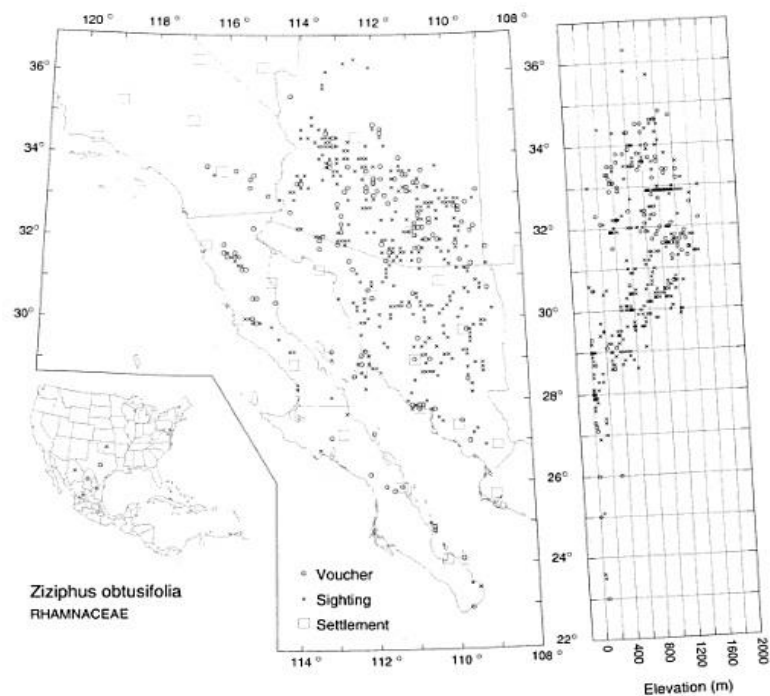 120° 118° 116° 114° 112° 110° 108°
36°
34°
32°
30°
28°
26°
24°
22°
Ziziphus obtusifolia
RHAMNACEAE
Voucher
Sighting
Settlement
114° 112° 110° 108°
0 400 800 1200 1600 2000
Elevation (m)